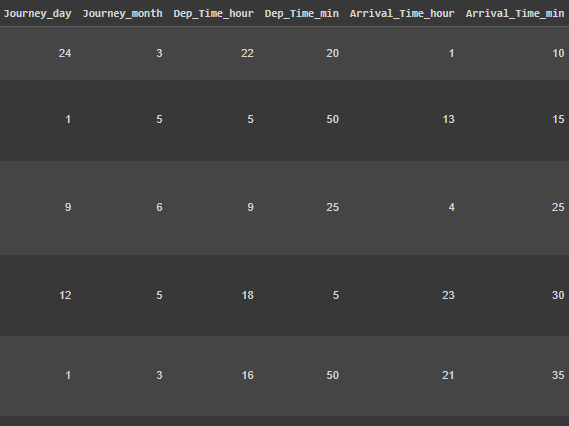 Journey_day Journey_month Dep_Time_hour Dep_Time_min Arrival_Time_hour Arrival_Time_min
24 3 22 20 1 10
1 5 5 50 13 15
9 6 9 25 4 25
12 5 18 5 23 30
1 3 16 50 21 35